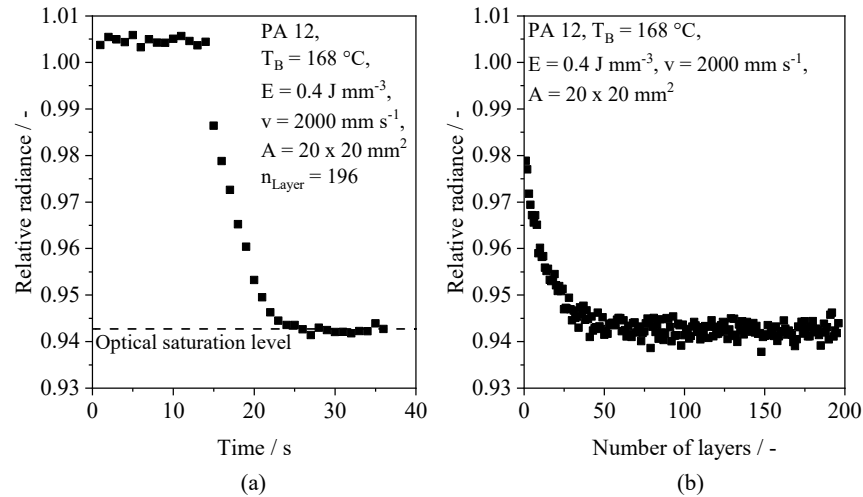 1.01
1.00
0.99
0.98
0.97
0.96
0.95
0.94
0.93
Relative radiance / -
PA 12,
T_B = 168 °C,
E = 0.4 J mm⁻³,
v = 2000 mm s⁻¹,
A = 20 x 20 mm²
n_Layer = 196
Optical saturation level
0 10 20 30 40
Time / s
(a)
1.01
1.00
0.99
0.98
0.97
0.96
0.95
0.94
0.93
Relative radiance / -
PA 12, T_B = 168 °C,
E = 0.4 J mm⁻³, v = 2000 mm s⁻¹,
A = 20 x 20 mm²
0 50 100 150 200
Number of layers / -
(b)